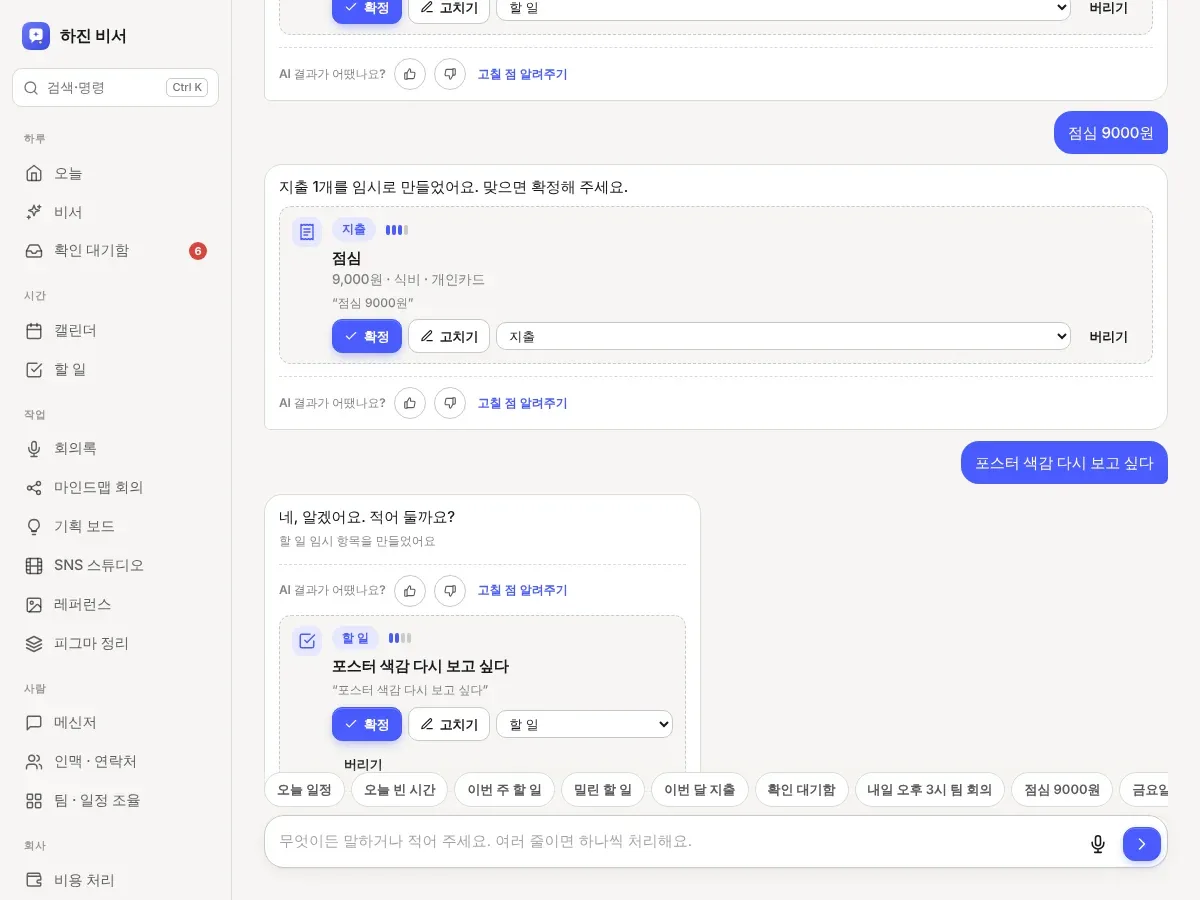 하진 비서
검색·명령 Ctrl K
하루
오늘
비서
확인 대기함 6
시간
캘린더
할 일
작업
회의록
마인드맵 회의
기획 보드
SNS 스튜디오
레퍼런스
피그마 정리
사람
메신저
인맥 · 연락처
팀 · 일정 조율
회사
비용 처리
확정 고치기 할 일 버리기
AI 결과가 어땠나요? 고칠 점 알려주기
점심 9000원
지출 1개를 임시로 만들었어요. 맞으면 확정해 주세요.
지출
점심
9,000원 · 식비 · 개인카드
“점심 9000원”
확정 고치기 지출 버리기
AI 결과가 어땠나요? 고칠 점 알려주기
포스터 색감 다시 보고 싶다
네, 알겠어요. 적어 둘까요?
할 일 임시 항목을 만들었어요
AI 결과가 어땠나요? 고칠 점 알려주기
할 일
포스터 색감 다시 보고 싶다
“포스터 색감 다시 보고 싶다”
확정 고치기 할 일
버리기
오늘 일정 오늘 빈 시간 이번 주 할 일 밀린 할 일 이번 달 지출 확인 대기함 내일 오후 3시 팀 회의 점심 9000원 금요일
무엇이든 말하거나 적어 주세요. 여러 줄이면 하나씩 처리해요.